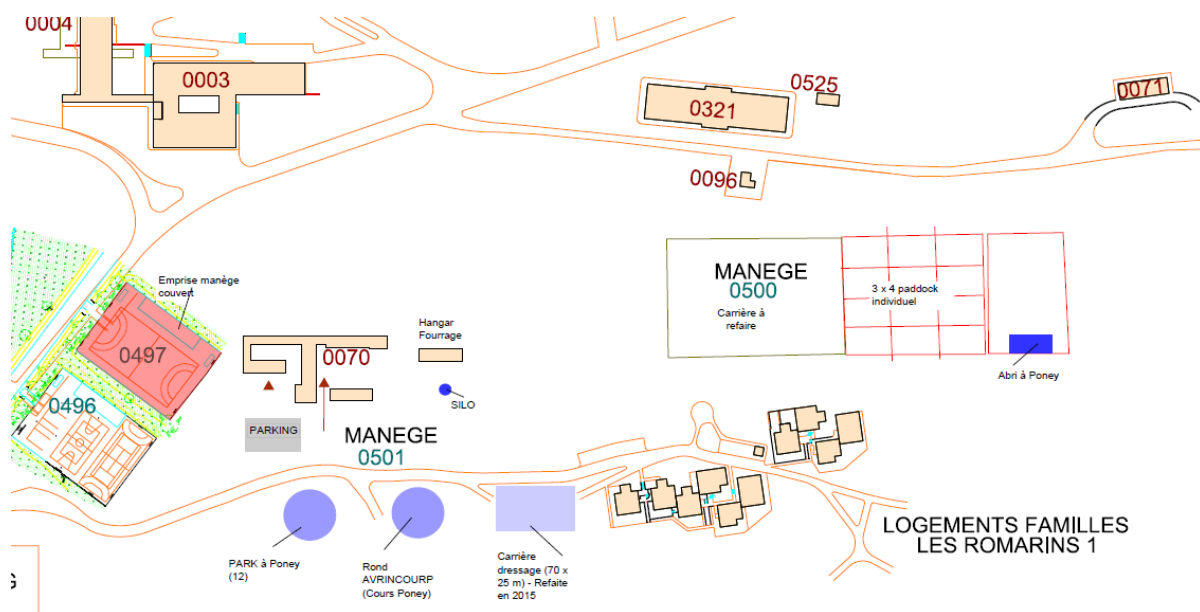 0004
0003
0525
0321
0071
0096
Emprise manège
couvert
MANEGE
0500
Carrière à
refaire
3 x 4 paddock
individuel
Hangar
Fourrage
0497
0070
Abri à Poney
0496
SILO
PARKING
MANEGE
0501
LOGEMENTS FAMILLES
LES ROMARINS 1
PARK à Poney
(12)
Rond
AVRINCOURP
(Cours Poney)
Carrière
dressage (70 x
25 m) - Refaite
en 2015